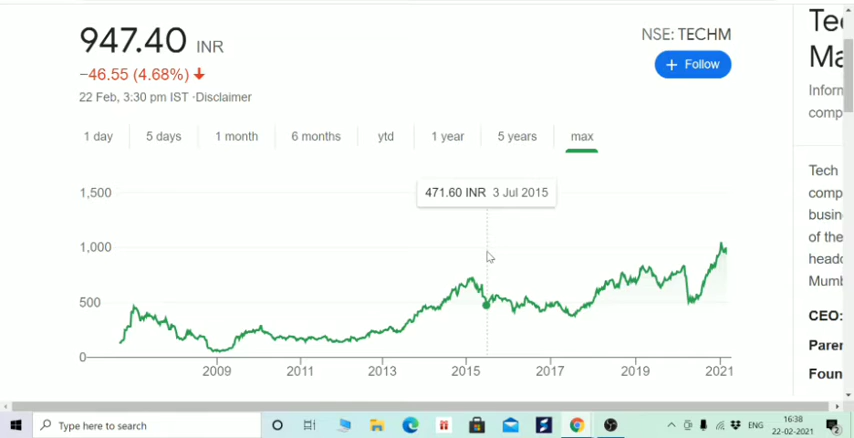 947.40 INR
−46.55 (4.68%)
22 Feb, 3:30 pm IST ·Disclaimer
NSE: TECHM
+ Follow
1 day 5 days 1 month 6 months ytd 1 year 5 years max
471.60 INR 3 Jul 2015
1,500
1,000
500
0
2009 2011 2015 2017 2019 2021
Te
Ma
Inform
comp
Tech
comp
busin
of the
headc
Mumb
CEO:
Paren
Foun
Type here to search
ENG
16:38
22-02-2021
2